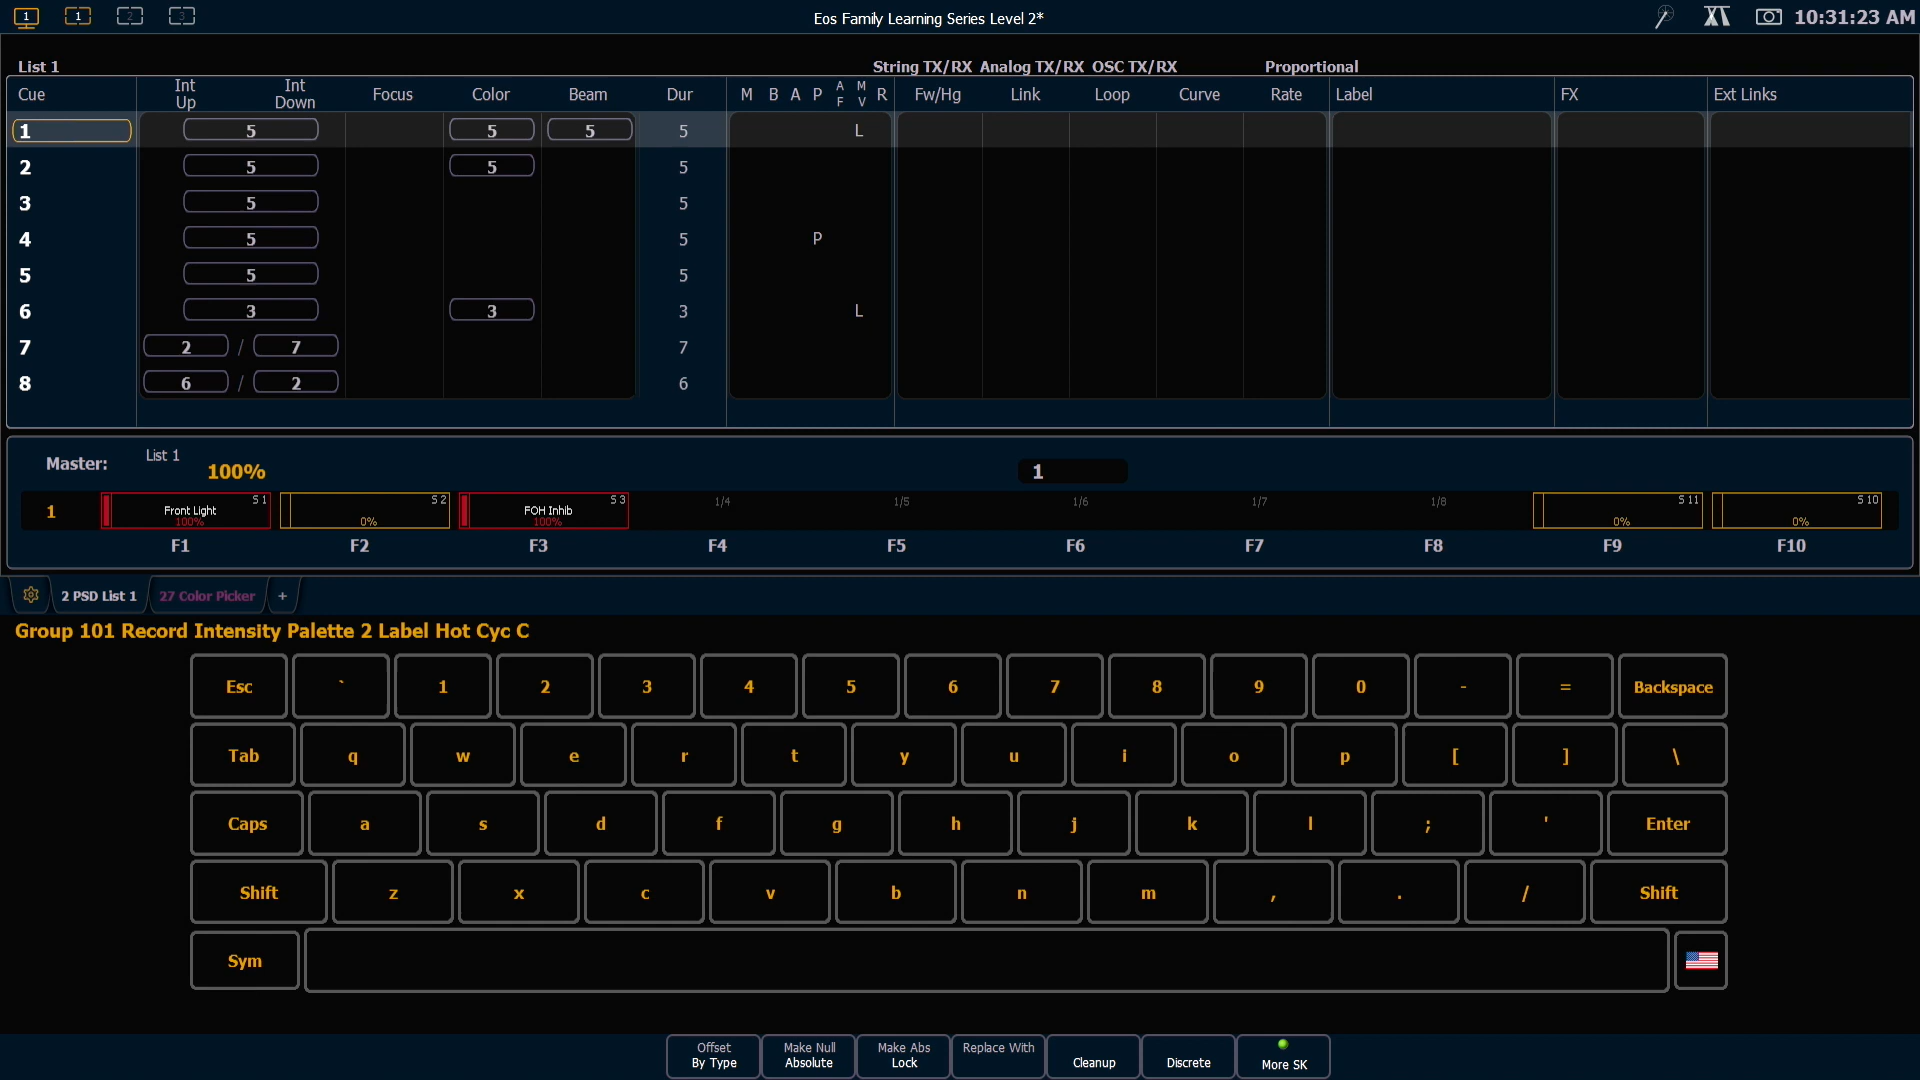 1 1 2 3 Eos Family Learning Series Level 2* 10:31:23 AM
List 1 String TX/RX Analog TX/RX OSC TX/RX Proportional
Cue Int Up Int Down Focus Color Beam Dur M B A P AF MV R Fw/Hg Link Loop Curve Rate Label FX Ext Links
1 5 5 5 5 L
2 5 5 5
3 5 5
4 5 5 P
5 5 5
6 3 3 3 L
7 2 / 7 7
8 6 / 2 6
Master: List 1 100% 1
1 Front Light 100% S 1 0% S 2 FOH Inhib 100% S 3 1/4 1/5 1/6 1/7 1/8 0% S 11 0% S 10
F1 F2 F3 F4 F5 F6 F7 F8 F9 F10
2 PSD List 1 27 Color Picker +
Group 101 Record Intensity Palette 2 Label Hot Cyc C
Esc ` 1 2 3 4 5 6 7 8 9 0 - = Backspace
Tab q w e r t y u i o p [ ] \
Caps a s d f g h j k l ; ' Enter
Shift z x c v b n m , . / Shift
Sym
Offset Make Null Make Abs Replace With
By Type Absolute Lock Cleanup Discrete More SK